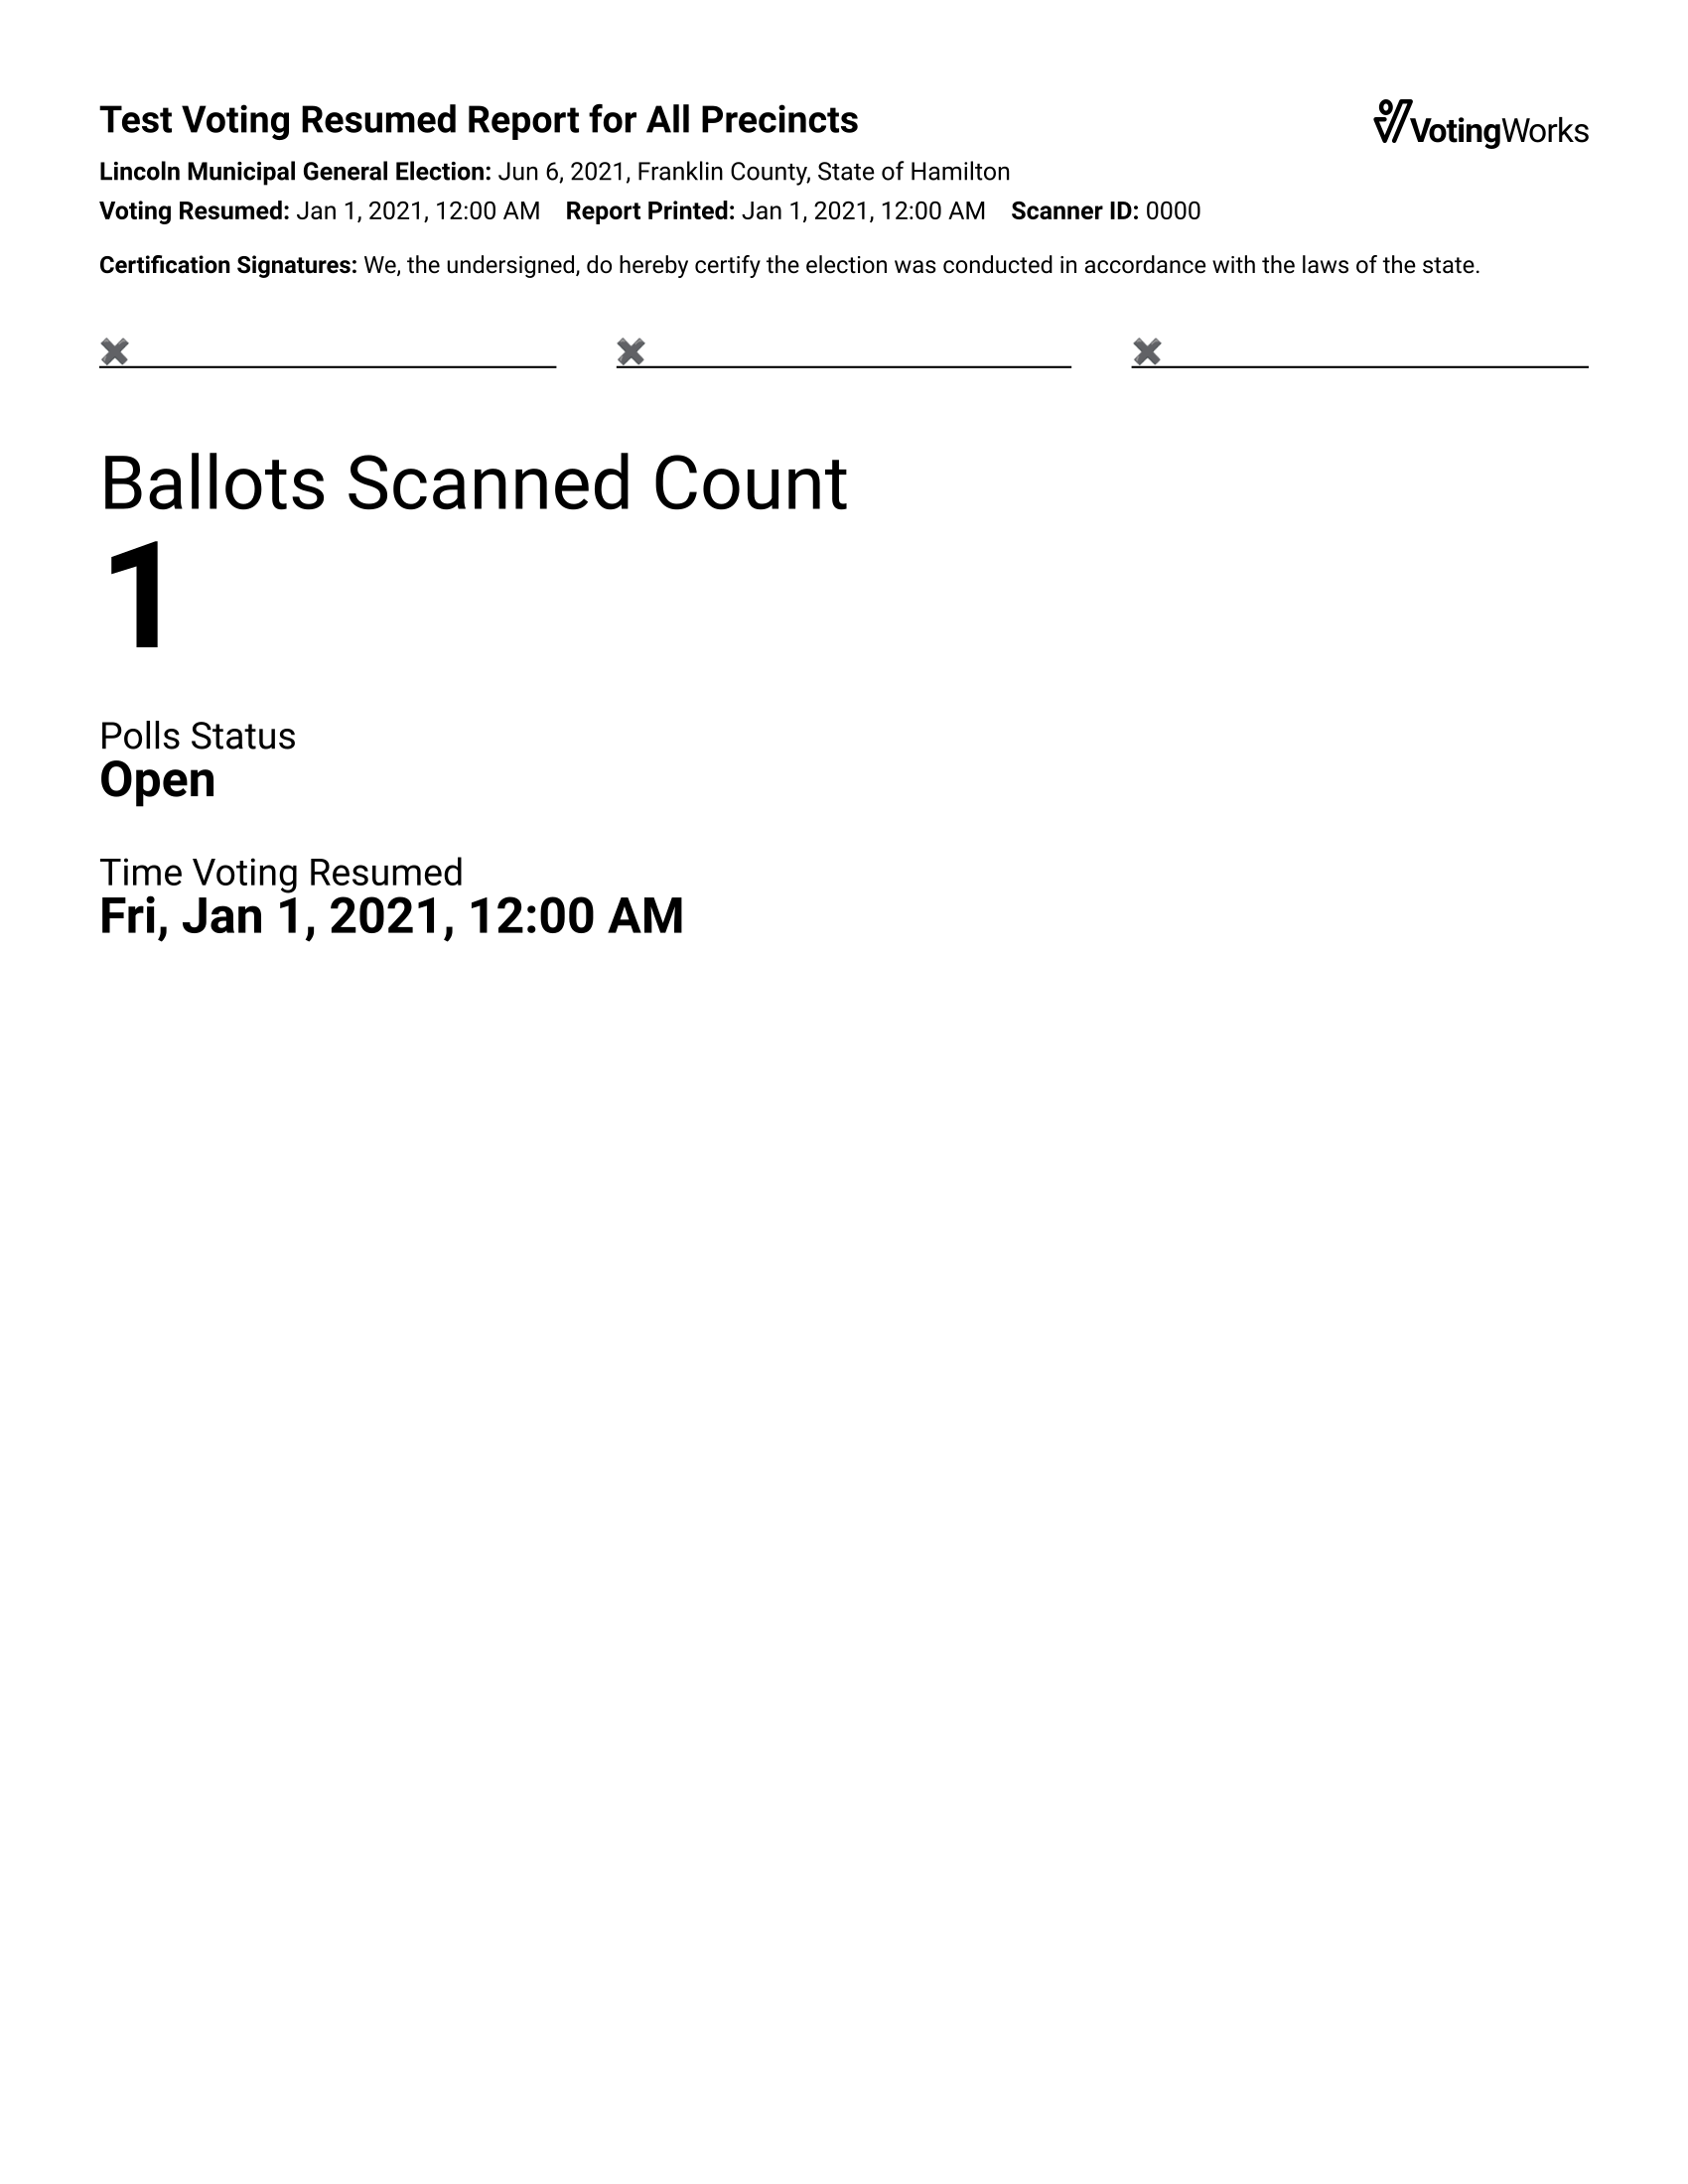 Test Voting Resumed Report for All Precincts
VotingWorks
Lincoln Municipal General Election: Jun 6, 2021, Franklin County, State of Hamilton
Voting Resumed: Jan 1, 2021, 12:00 AM Report Printed: Jan 1, 2021, 12:00 AM Scanner ID: 0000
Certification Signatures: We, the undersigned, do hereby certify the election was conducted in accordance with the laws of the state.
Ballots Scanned Count
1
Polls Status
Open
Time Voting Resumed
Fri, Jan 1, 2021, 12:00 AM